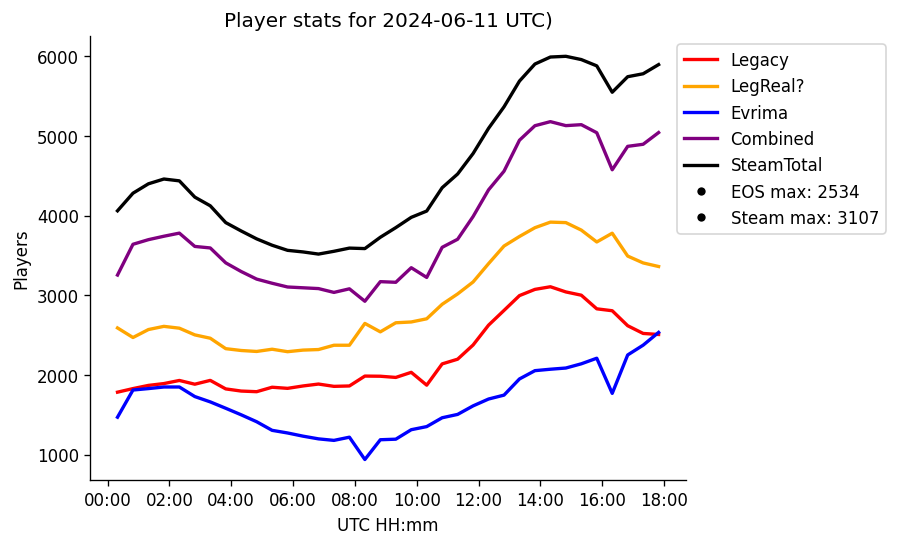 Player stats for 2024-06-11 UTC)
6000
5000
4000
3000
2000
1000
Players
00:00 02:00 04:00 06:00 08:00 10:00 12:00 14:00 16:00 18:00
UTC HH:mm
Legacy
LegReal?
Evrima
Combined
SteamTotal
EOS max: 2534
Steam max: 3107